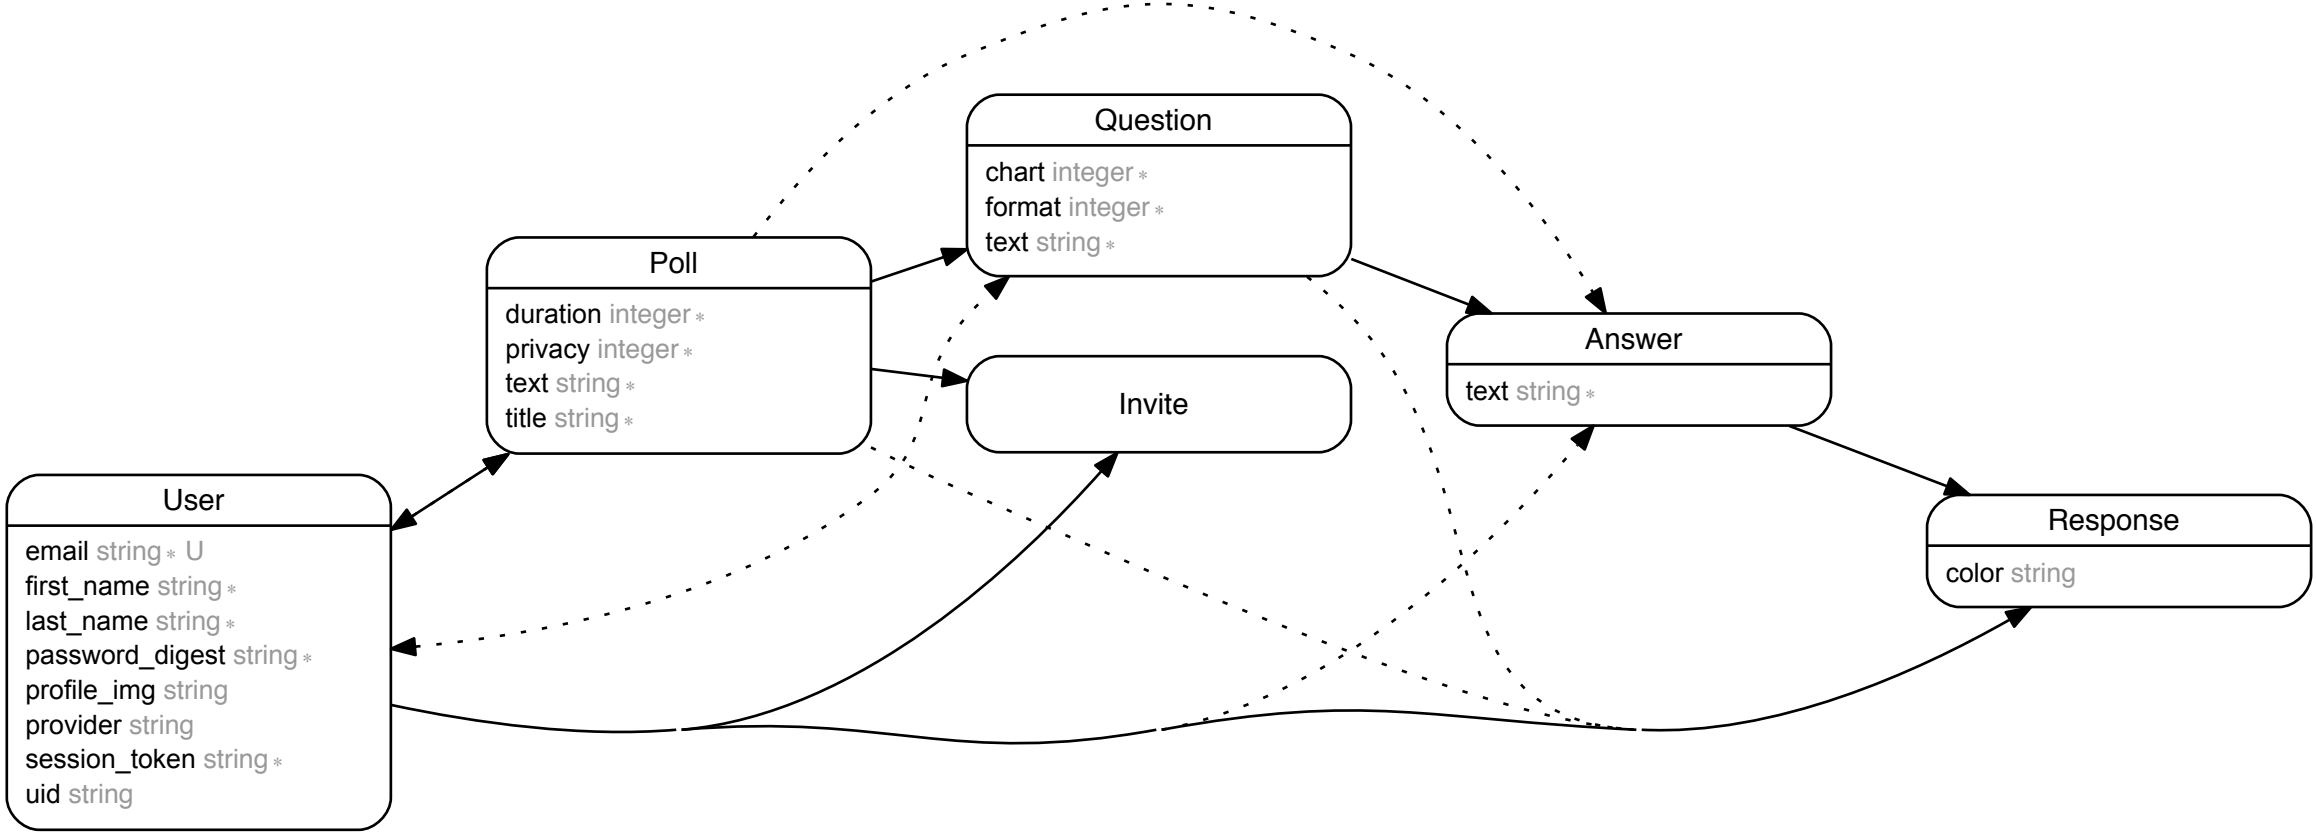 Question
chart integer *
format integer *
text string *
Poll
duration integer *
privacy integer *
text string *
title string *
Answer
text string *
Invite
User
email string * U
first_name string *
last_name string *
password_digest string *
profile_img string
provider string
session_token string *
uid string
Response
color string